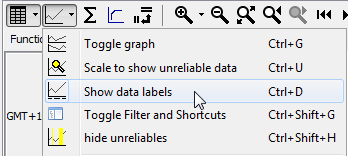 Functio
Toggle graph Ctrl+G
Scale to show unreliable data Ctrl+U
Show data labels Ctrl+D
GMT+1
Toggle Filter and Shortcuts Ctrl+Shift+G
hide unreliables Ctrl+Shift+H